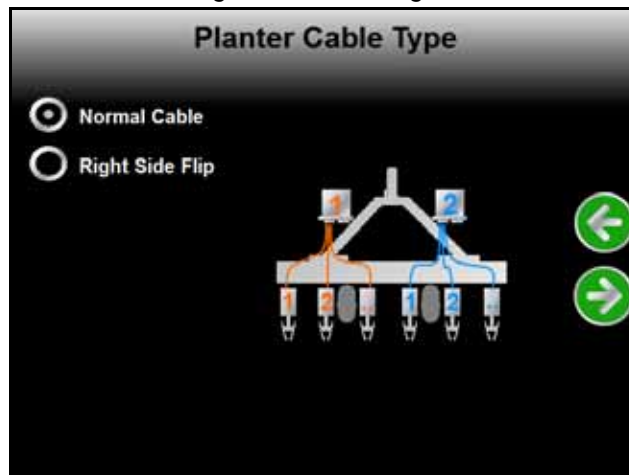 Planter Cable Type
Normal Cable
Right Side Flip
1 2
1 2 .. 1 2 ..